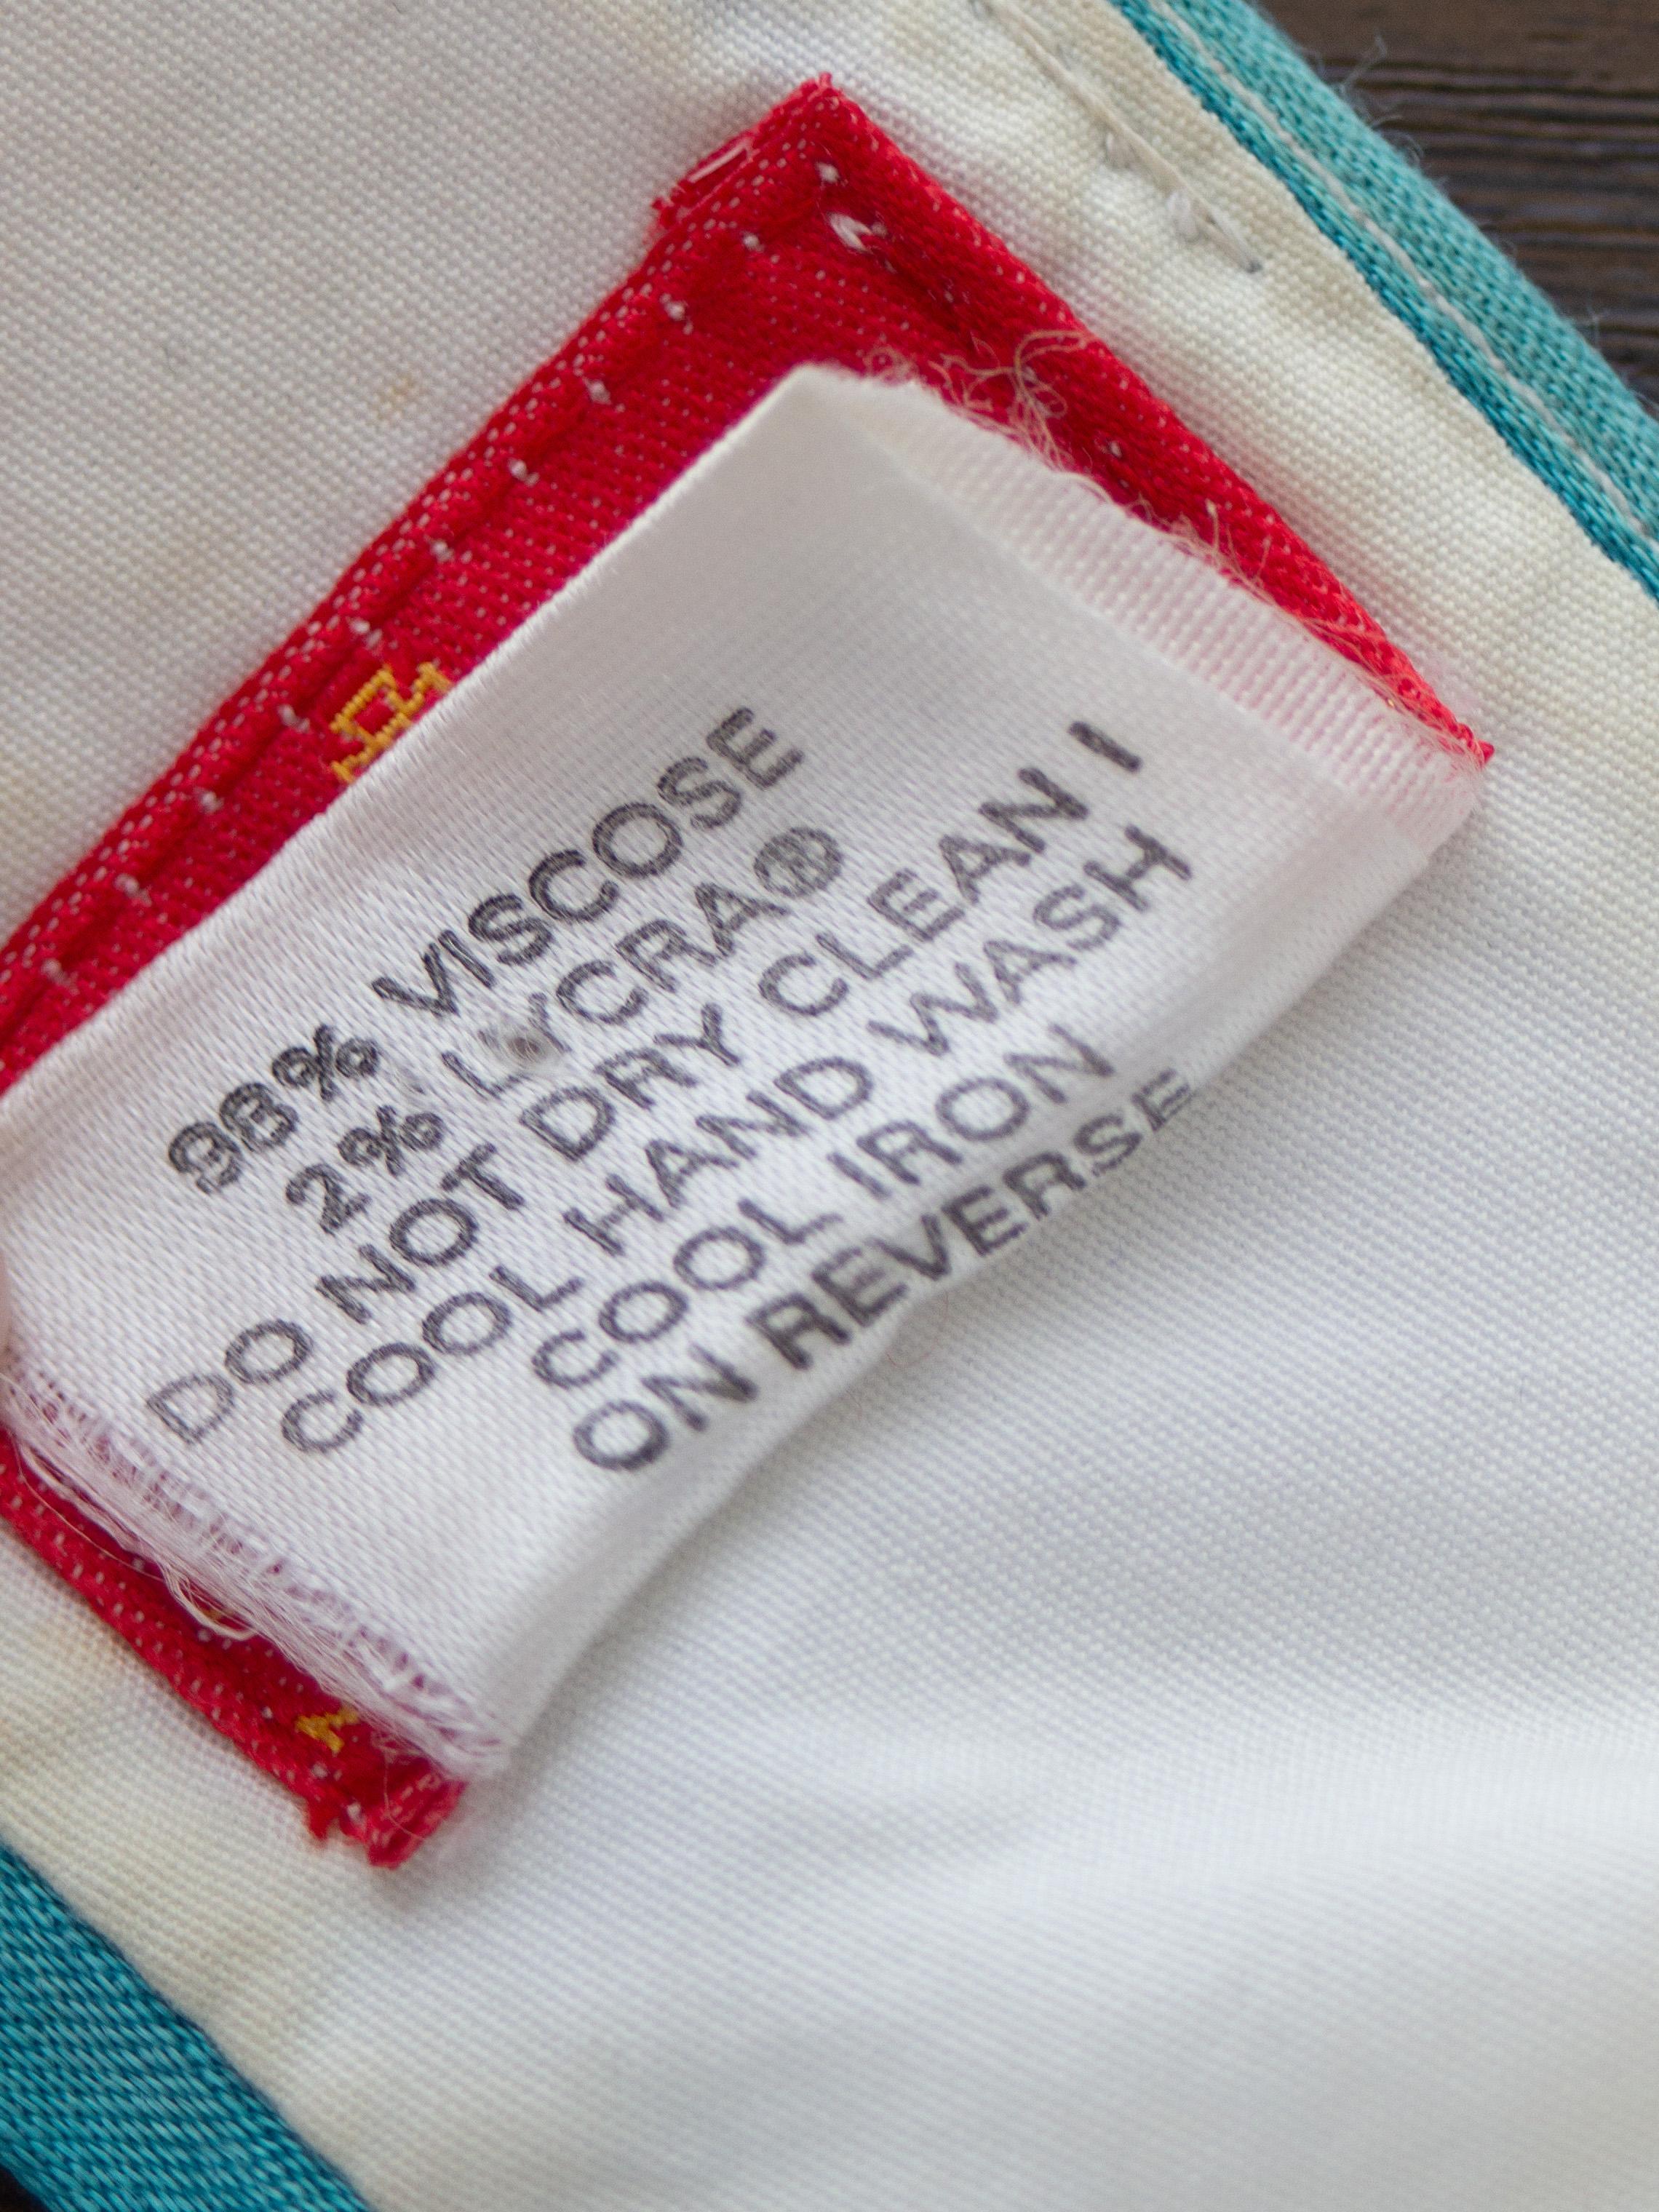 98% VISCOSE
2% LYCRA®
DO NOT DRY CLEAN I
COOL HAND WASH
COOL IRON
ON REVERSE